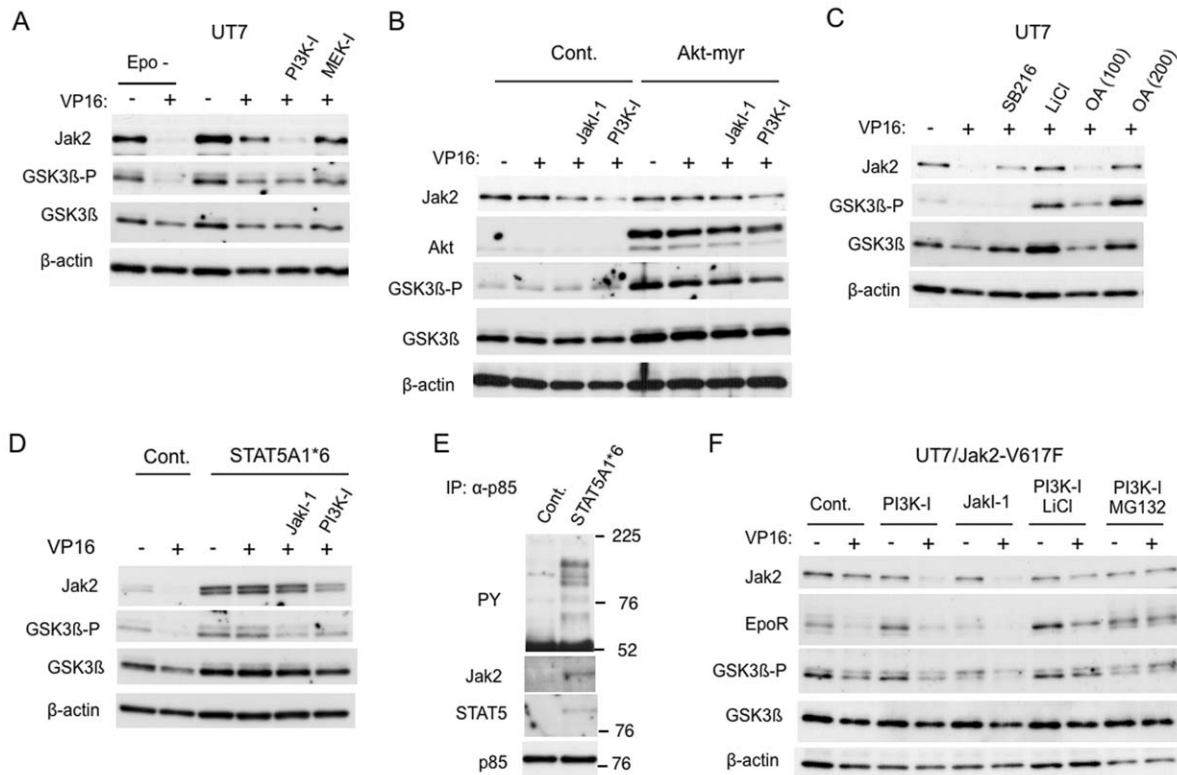 A
UT7
Epo -
PI3K-I
MEK-I
VP16: - + - + + +
Jak2
GSK3ß-P
GSK3ß
β-actin
B
Cont. Akt-myr
JakI-1
PI3K-I
JakI-1
PI3K-I
VP16: - + + + - + + +
Jak2
Akt
GSK3ß-P
GSK3ß
β-actin
C
UT7
SB216
LiCl
OA (100)
OA (200)
VP16: - + + + + +
Jak2
GSK3ß-P
GSK3ß
β-actin
D
Cont. STAT5A1*6
JakI-1
PI3K-I
VP16 - + - + + +
Jak2
GSK3ß-P
GSK3ß
β-actin
E
IP: α-p85
Cont.
STAT5A1*6
225
PY
76
52
Jak2
STAT5
76
p85
76
F
UT7/Jak2-V617F
Cont. PI3K-I JakI-1 PI3K-I LiCl PI3K-I MG132
VP16: - + - + - + - + - +
Jak2
EpoR
GSK3ß-P
GSK3ß
β-actin